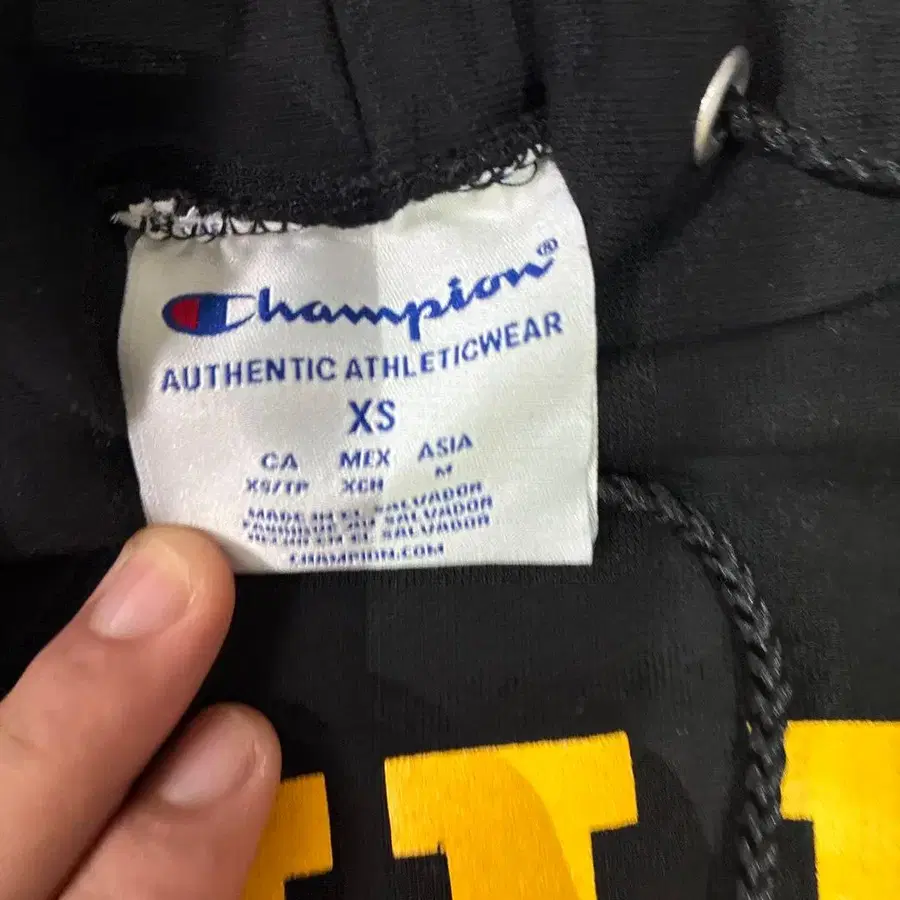 Champion®
AUTHENTIC ATHLETICWEAR
XS
CA MEX ASIA
XS/TP XCH M
MADE IN EL SALVADOR
FABRIQUÉ AU SALVADOR
HECHO EN EL SALVADOR
CHAMPION.COM